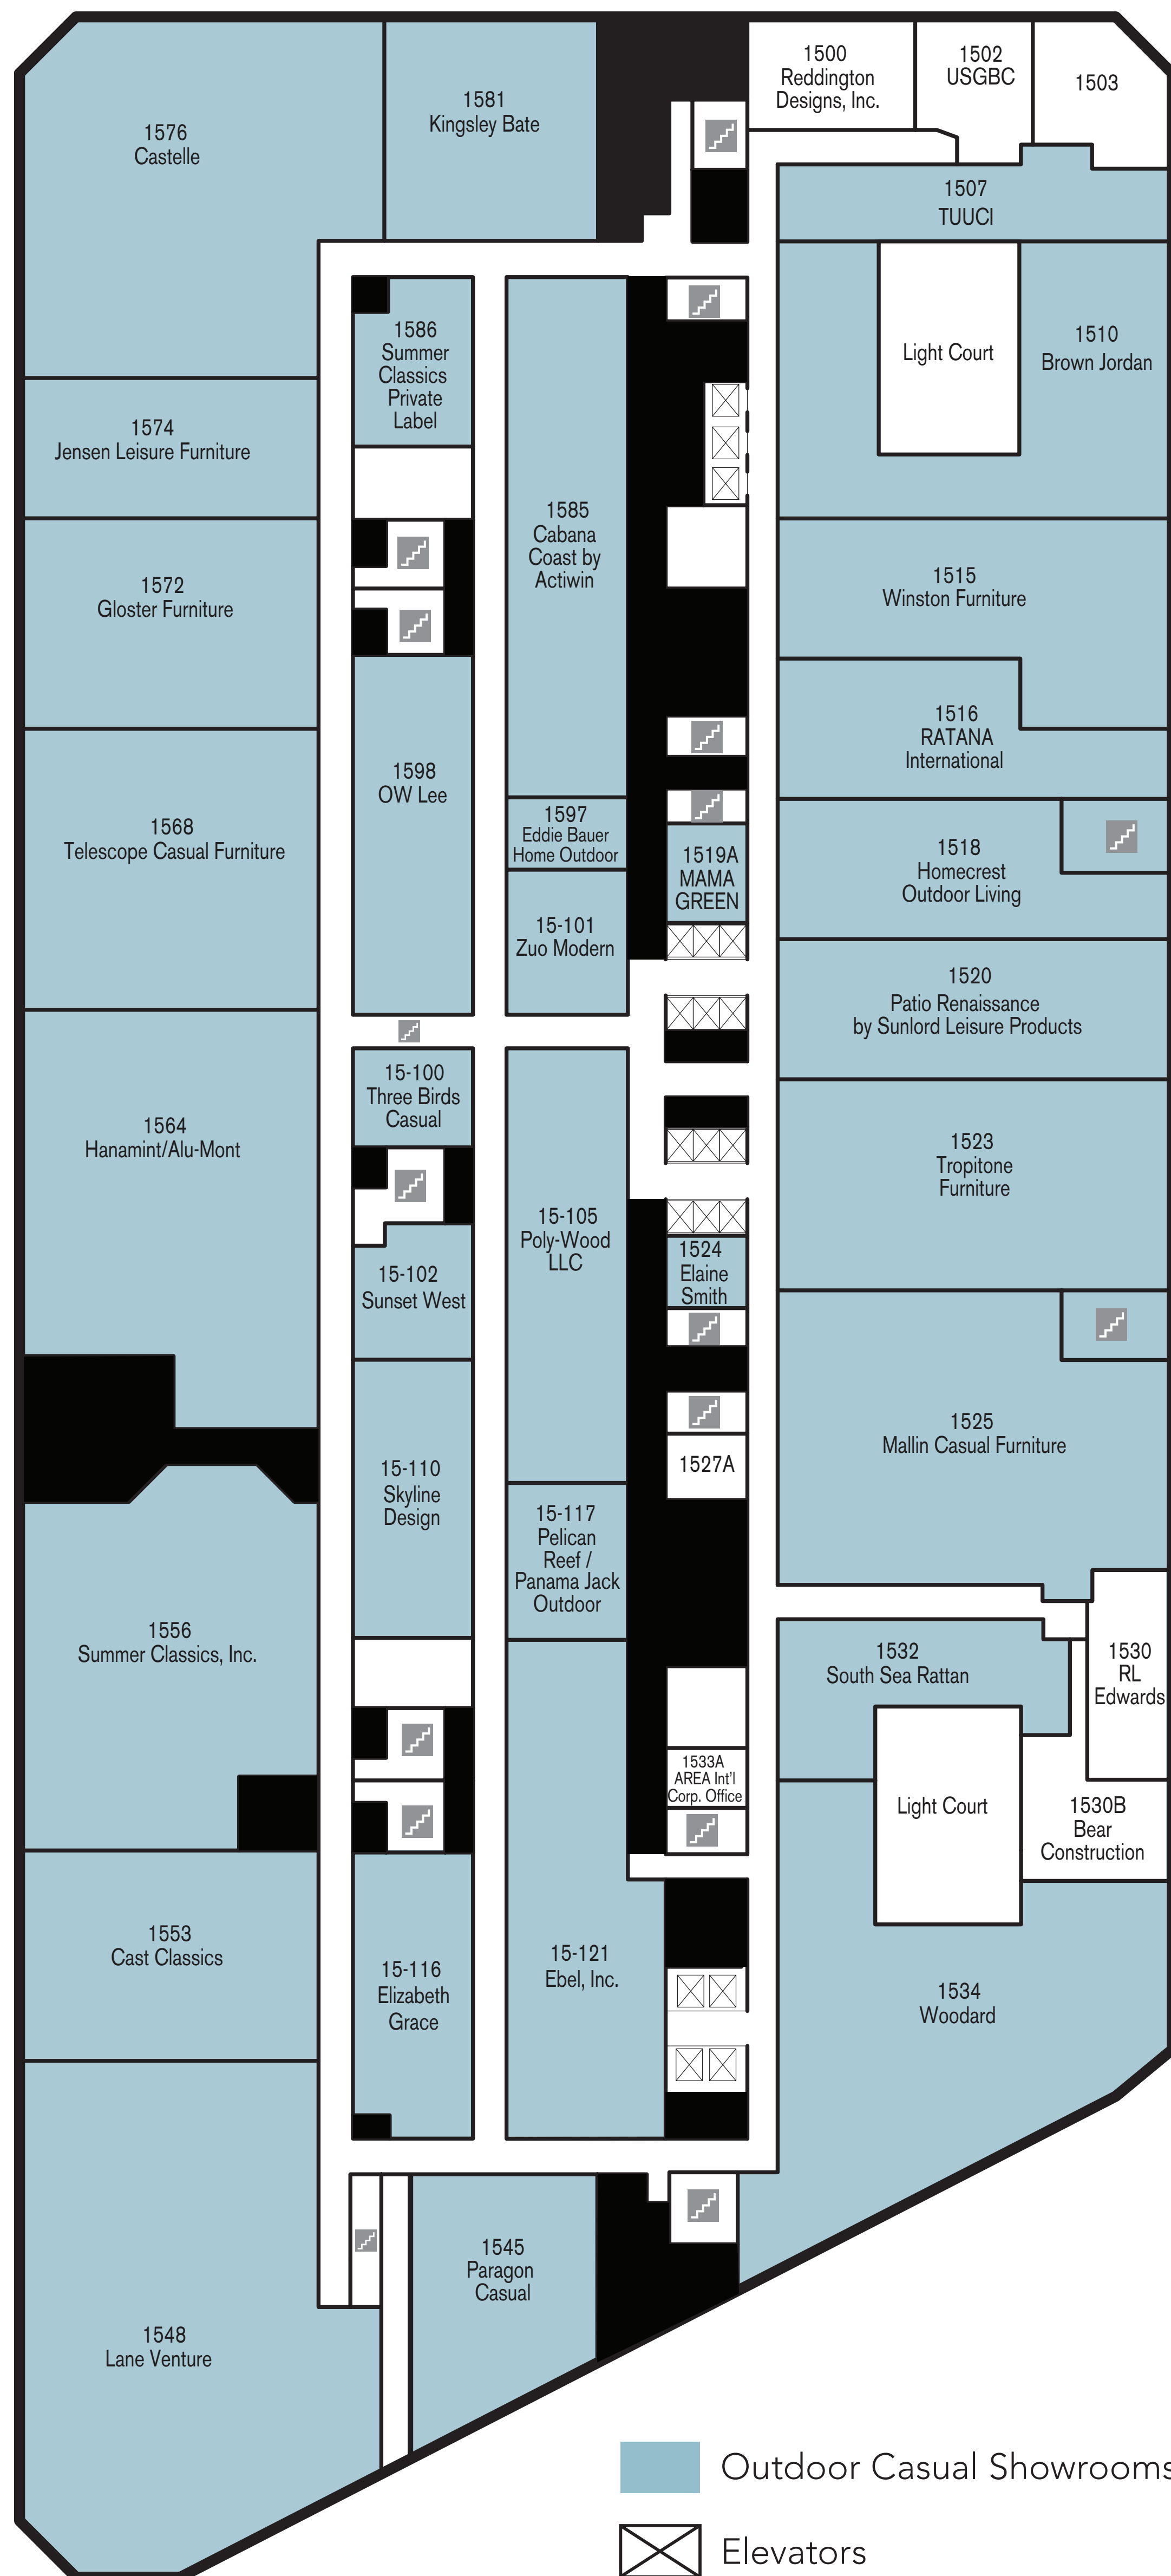 1500
Reddington
Designs, Inc.
1502
USGBC
1503
1576
Castelle
1581
Kingsley Bate
1507
TUUCI
1586
Summer
Classics
Private
Label
Light Court
1510
Brown Jordan
1574
Jensen Leisure Furniture
1585
Cabana
Coast by
Actiwin
1572
Gloster Furniture
1515
Winston Furniture
1516
RATANA
International
1598
OW Lee
1568
Telescope Casual Furniture
1597
Eddie Bauer
Home Outdoor
1519A
MAMA
GREEN
1518
Homecrest
Outdoor Living
15-101
Zuo Modern
1520
Patio Renaissance
by Sunlord Leisure Products
15-100
Three Birds
Casual
1564
Hanamint/Alu-Mont
1523
Tropitone
Furniture
15-105
Poly-Wood
LLC
1524
Elaine
Smith
15-102
Sunset West
1525
Mallin Casual Furniture
15-110
Skyline
Design
1527A
15-117
Pelican
Reef /
Panama Jack
Outdoor
1556
Summer Classics, Inc.
1532
South Sea Rattan
1530
RL
Edwards
1533A
AREA Int'l
Corp. Office
Light Court
1530B
Bear
Construction
1553
Cast Classics
15-116
Elizabeth
Grace
15-121
Ebel, Inc.
1534
Woodard
1545
Paragon
Casual
1548
Lane Venture
Outdoor Casual Showrooms
Elevators